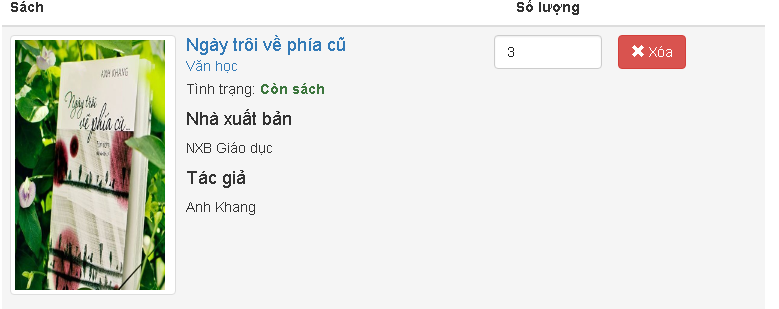 Sách Số lượng
Ngày trôi về phía cũ 3 Xóa
Văn học
Tình trạng: Còn sách
Nhà xuất bản
NXB Giáo dục
Tác giả
Anh Khang
ANH KHANG
Ngày trôi
về phía cũ...